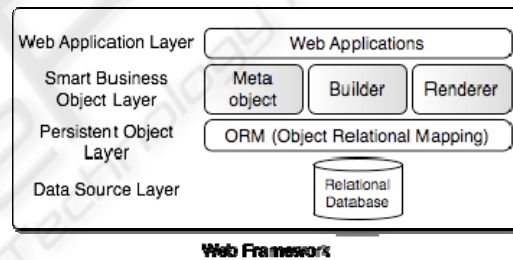 Web Application Layer Web Applications
Smart Business Object Layer Meta object Builder Renderer
Persistent Object Layer ORM (Object Relational Mapping)
Data Source Layer Relational Database
Web Framework
Technology